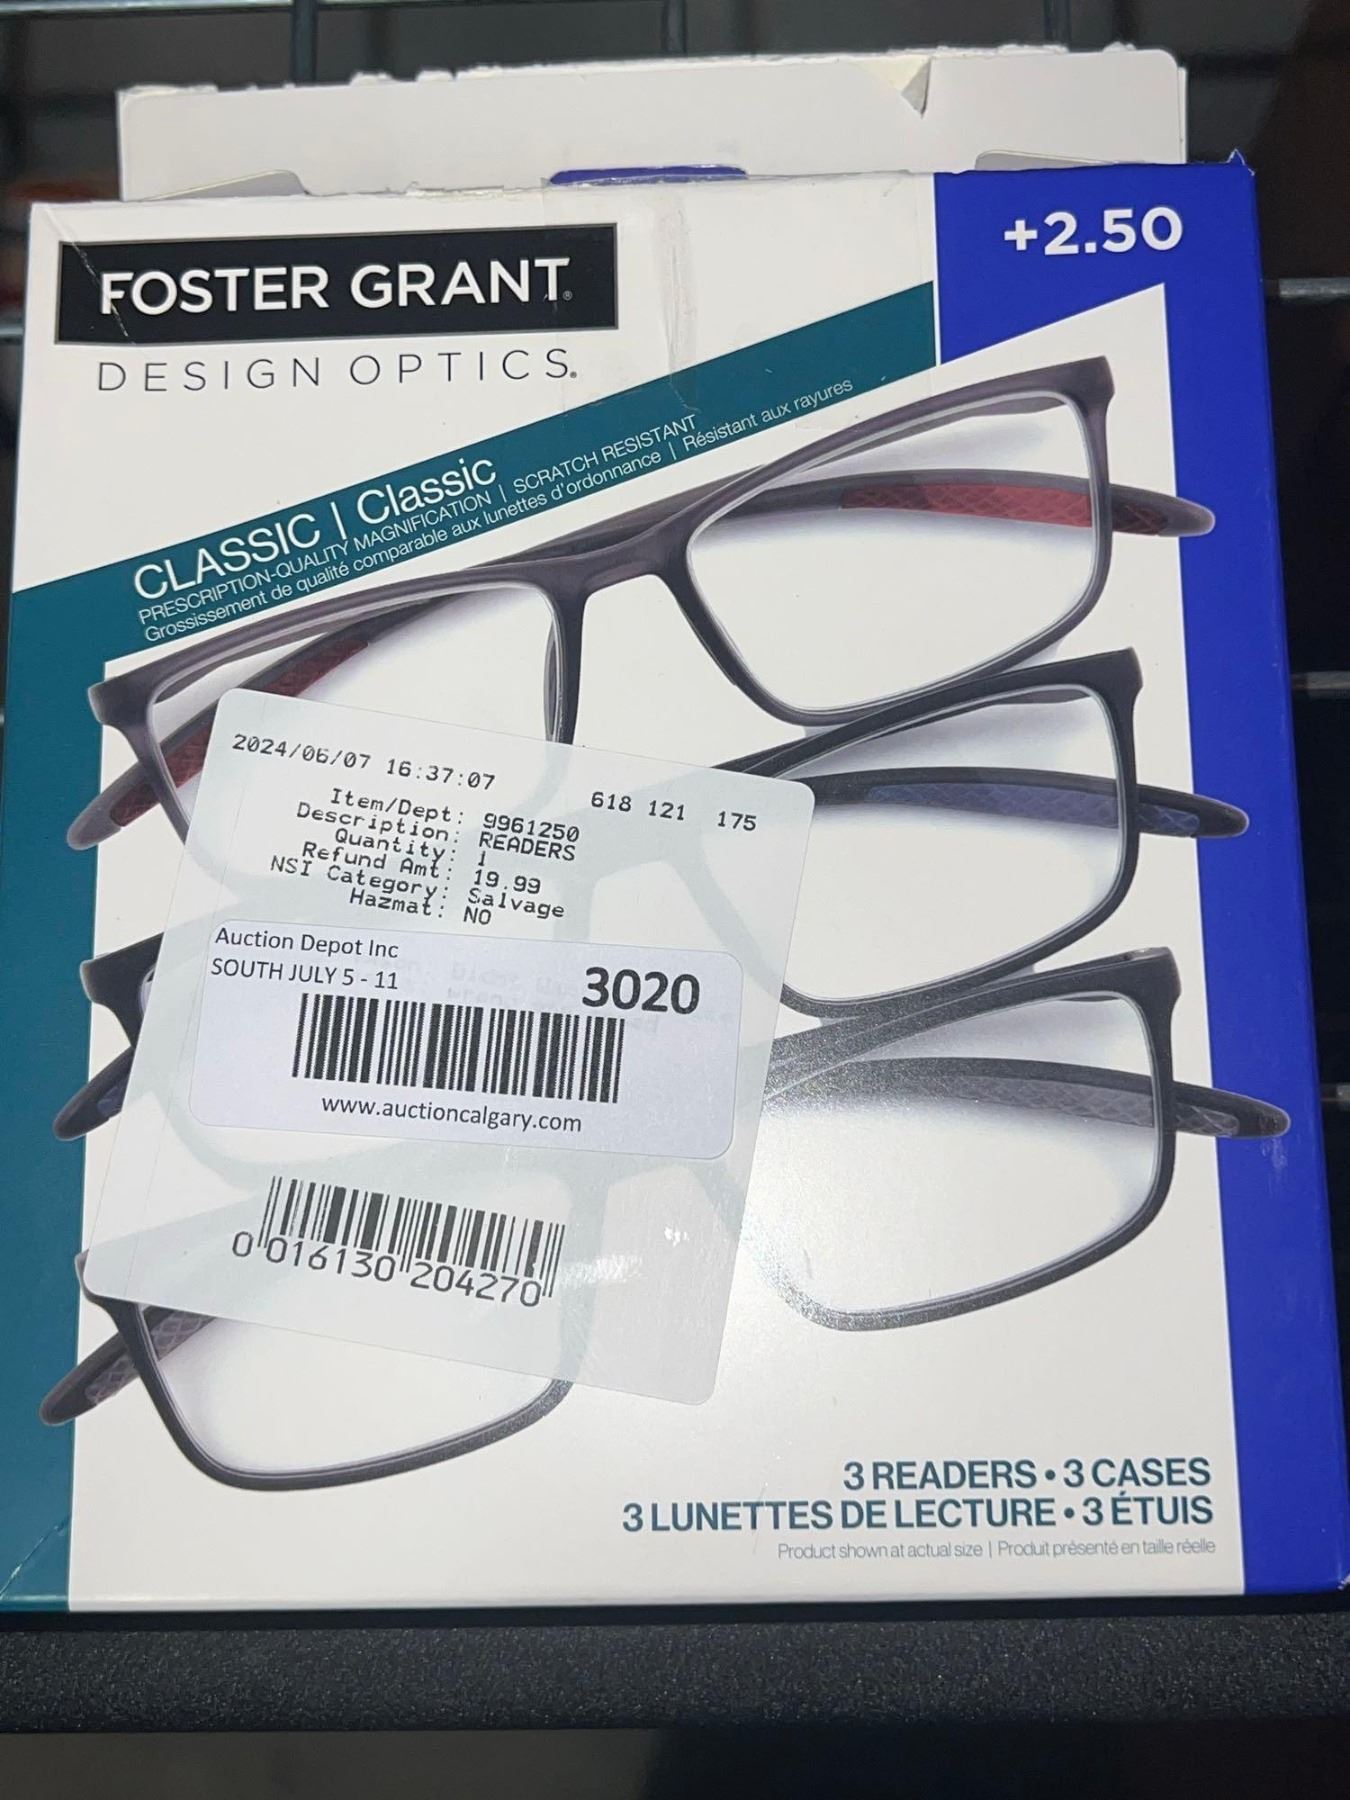 +2.50
FOSTER GRANT®
DESIGN OPTICS®
CLASSIC | Classic
PRESCRIPTION-QUALITY MAGNIFICATION | SCRATCH RESISTANT
Grossissement de qualité comparable aux lunettes d'ordonnance | Résistant aux rayures
2024/06/07 16:37:07 618 121 175
Item/Dept: 9961250
Description: READERS
Quantity: 1
Refund Amt: 19.99
NSI Category: Salvage
Hazmat: NO
Auction Depot Inc
SOUTH JULY 5 - 11
3020
www.auctioncalgary.com
0 016130 204270
3 READERS • 3 CASES
3 LUNETTES DE LECTURE • 3 ÉTUIS
Product shown at actual size | Produit présenté en taille réelle